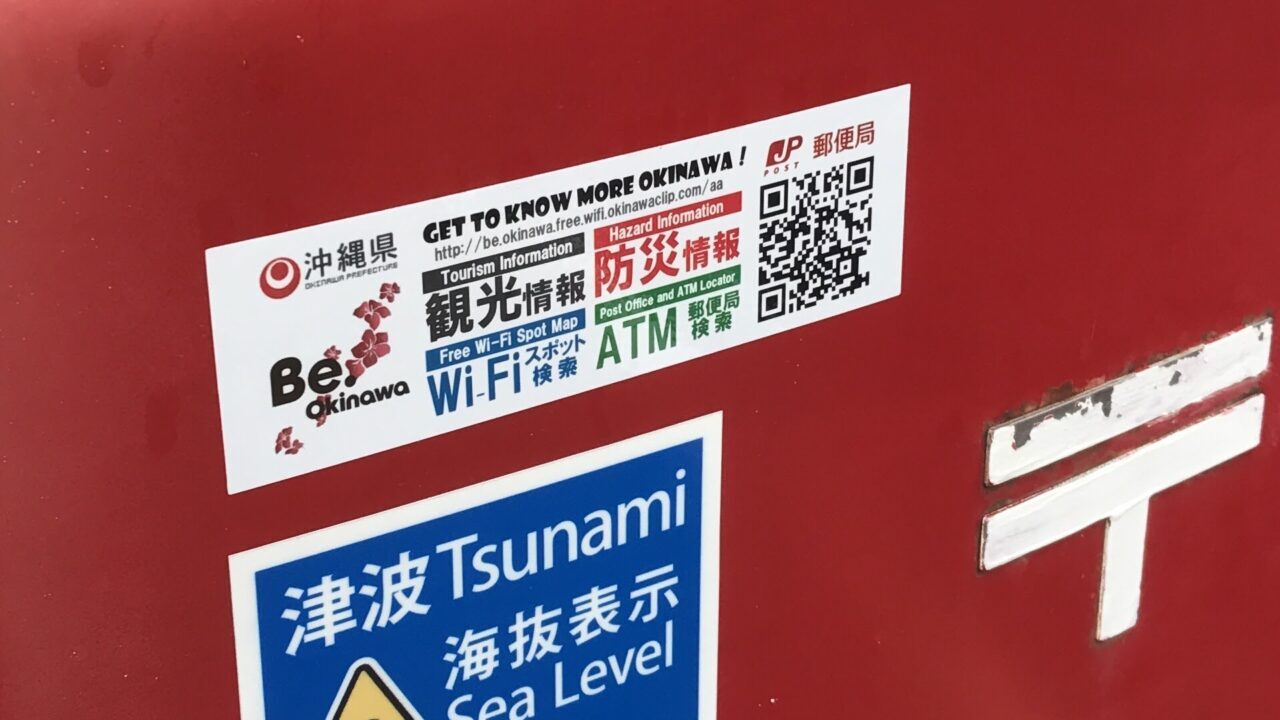 沖縄県
OKINAWA PREFECTURE
Be.
Okinawa
GET TO KNOW MORE OKINAWA!
http://be.okinawa.free.wifi.okinawaclip.com/aa
Tourism Information
観光情報
Free Wi-Fi Spot Map
Wi-Fi スポット検索
Hazard Information
防災情報
Post Office and ATM Locator
ATM 郵便局検索
JP 郵便局
POST
〒
津波 Tsunami
海抜表示
Sea Level